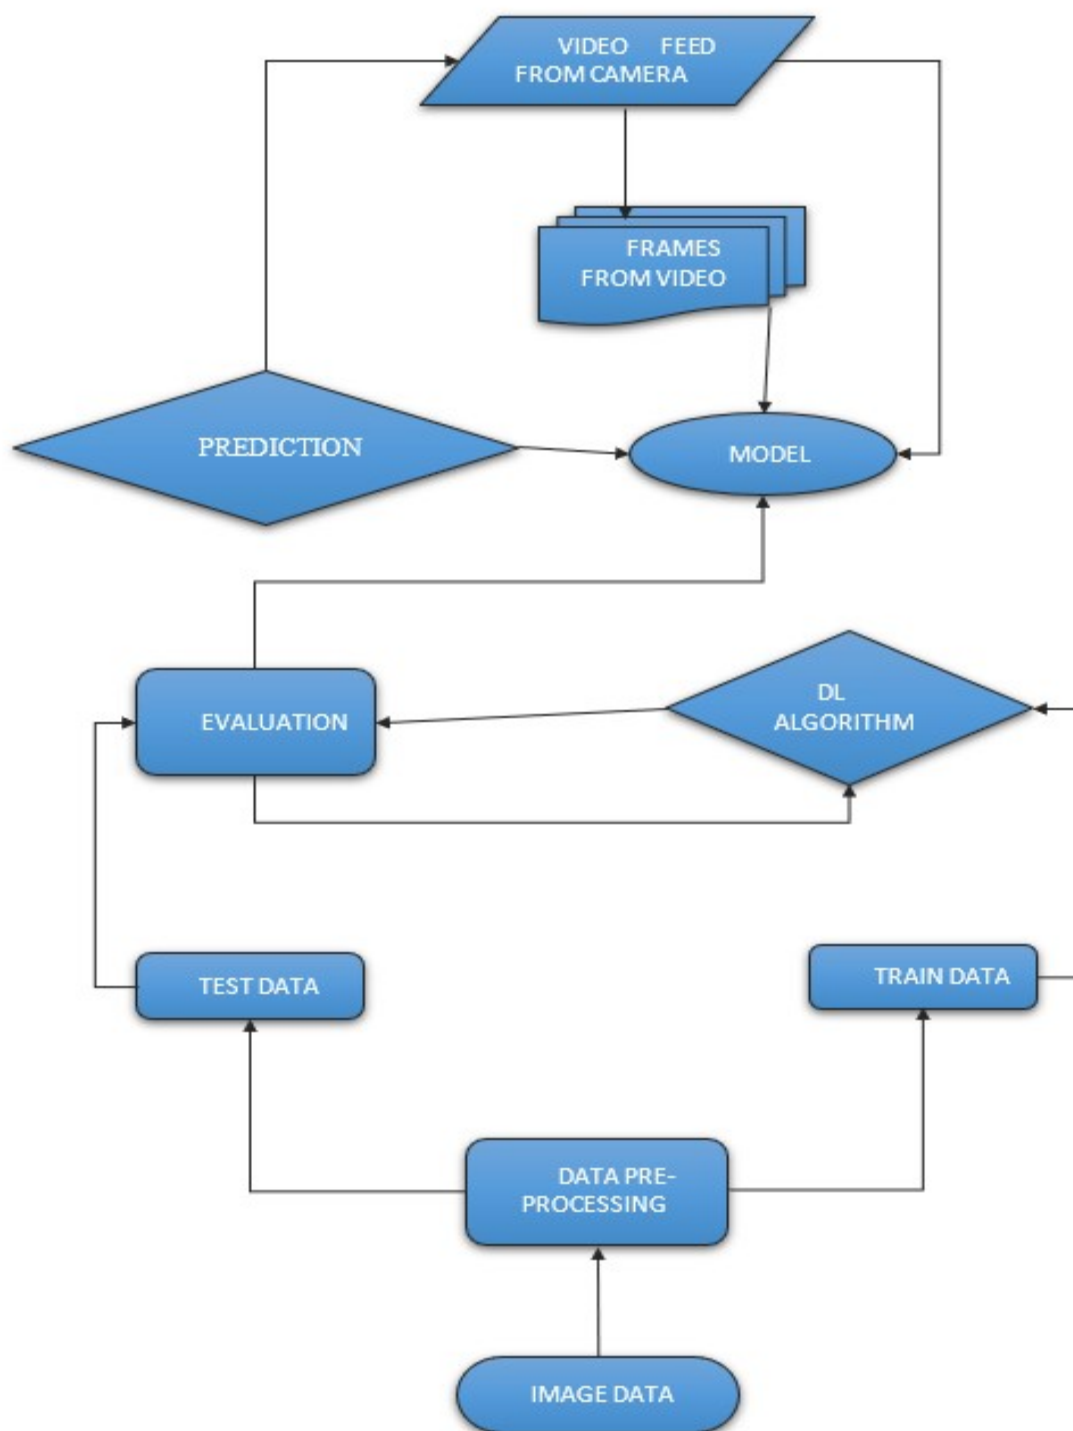 VIDEO FEED
FROM CAMERA
FRAMES
FROM VIDEO
PREDICTION
MODEL
EVALUATION
DL
ALGORITHM
TEST DATA
TRAIN DATA
DATA PRE-
PROCESSING
IMAGE DATA